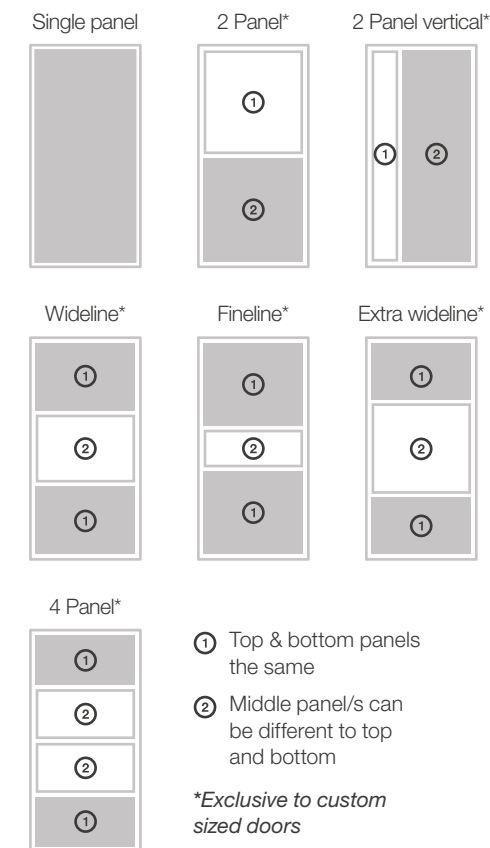 Single panel
2 Panel*
2 Panel vertical*
①
②
①
②
Wideline*
Fineline*
Extra wideline*
①
②
①
①
②
①
①
②
①
4 Panel*
①
②
②
①
① Top & bottom panels
the same
② Middle panel/s can
be different to top
and bottom
*Exclusive to custom
sized doors